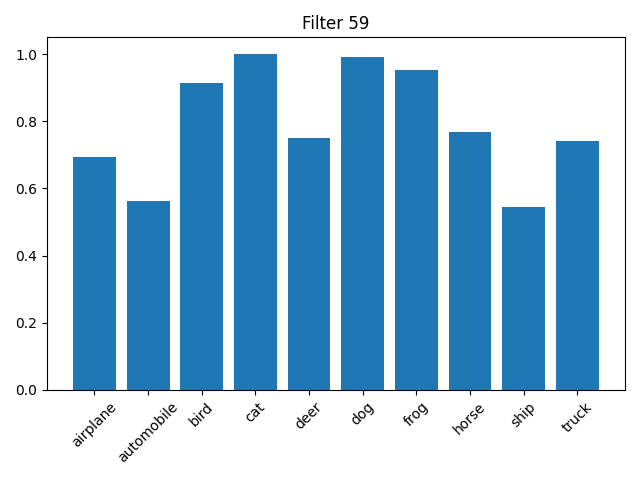 Filter 59
1.0
0.8
0.6
0.4
0.2
0.0
airplane
automobile
bird
cat
deer
dog
frog
horse
ship
truck